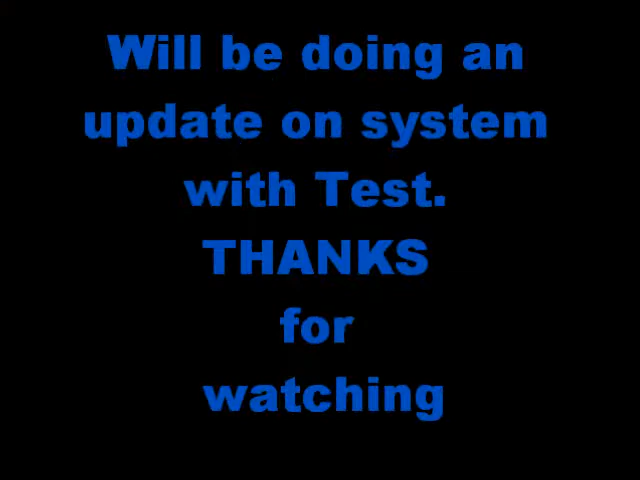 Will be doing an
update on system
with Test.
THANKS
for
watching